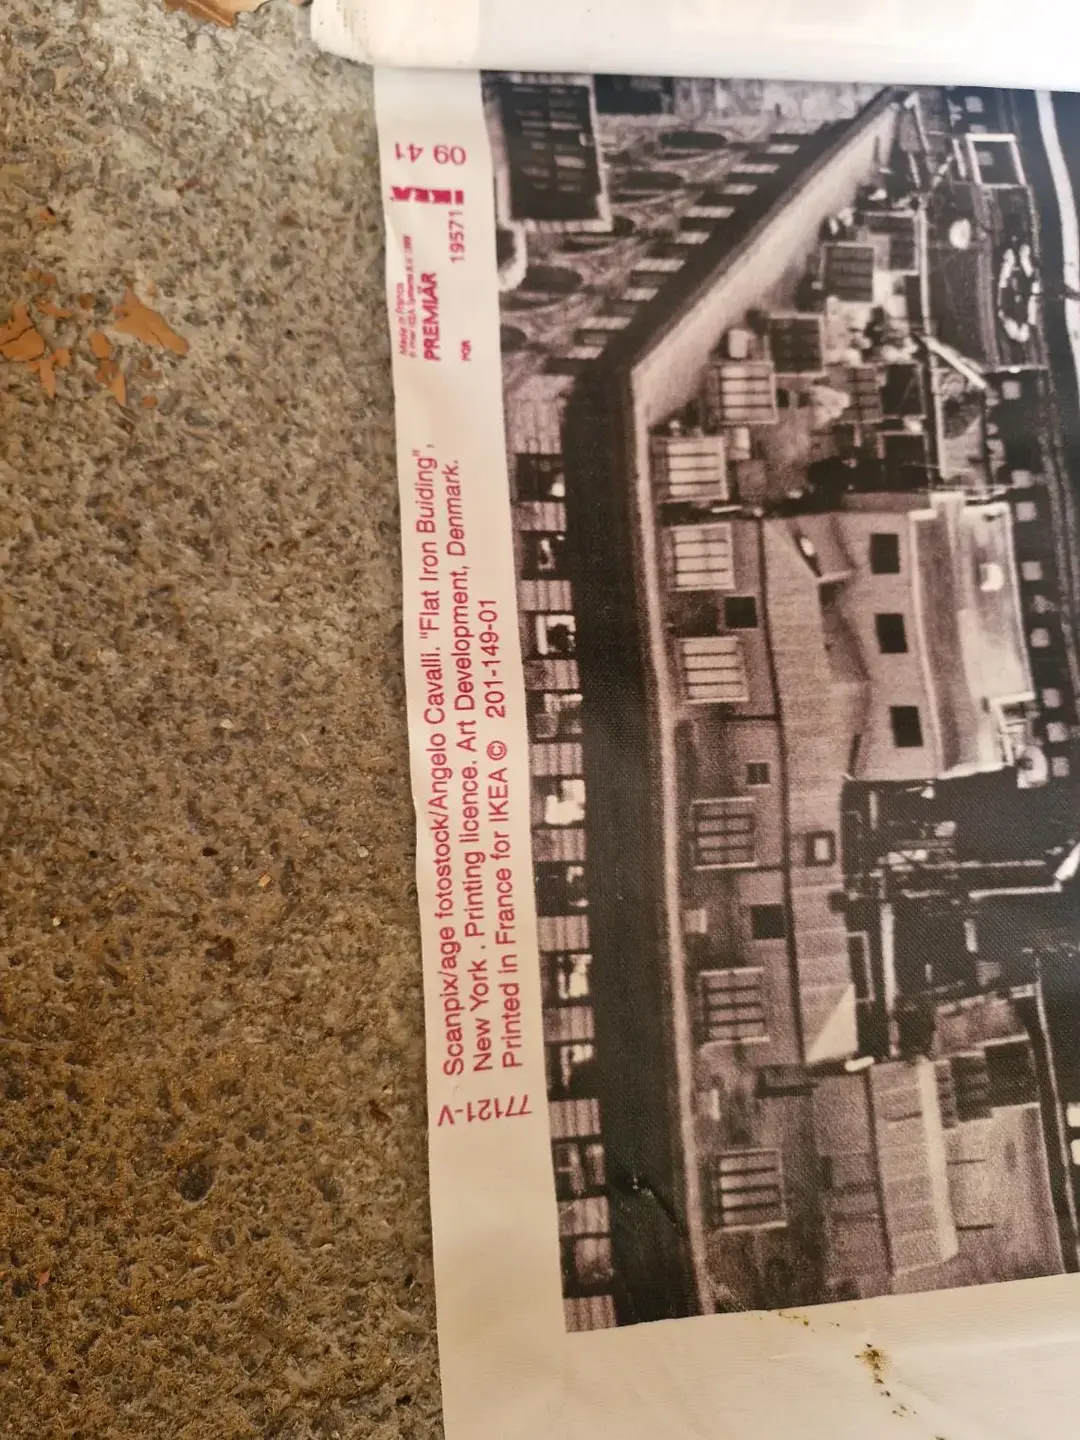 Scanpix/age fotostock/Angelo Cavalli. "Flat Iron Buiding",
New York . Printing licence. Art Development, Denmark.
Printed in France for IKEA © 201-149-01
77121-V
Made in France
PREMIÄR
19571
IKEA
09 41